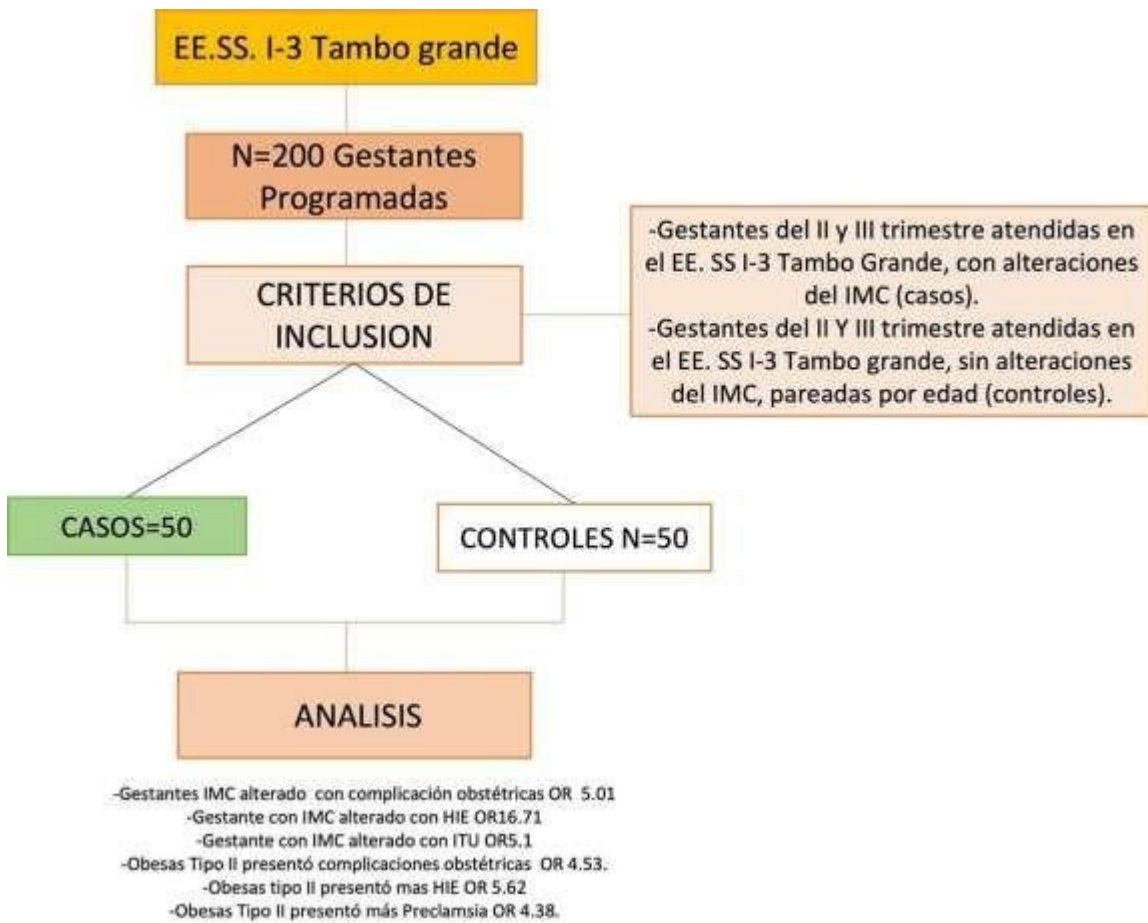 EE.SS. I-3 Tambo grande
N=200 Gestantes
Programadas
CRITERIOS DE
INCLUSION
-Gestantes del II y III trimestre atendidas en
el EE. SS I-3 Tambo Grande, con alteraciones
del IMC (casos).
-Gestantes del II Y III trimestre atendidas en
el EE. SS I-3 Tambo grande, sin alteraciones
del IMC, pareadas por edad (controles).
CASOS=50
CONTROLES N=50
ANALISIS
-Gestantes IMC alterado con complicación obstétricas OR 5.01
-Gestante con IMC alterado con HIE OR16.71
-Gestante con IMC alterado con ITU OR5.1
-Obesas Tipo II presentó complicaciones obstétricas OR 4.53.
-Obesas tipo II presentó mas HIE OR 5.62
-Obesas Tipo II presentó más Preclamsia OR 4.38.